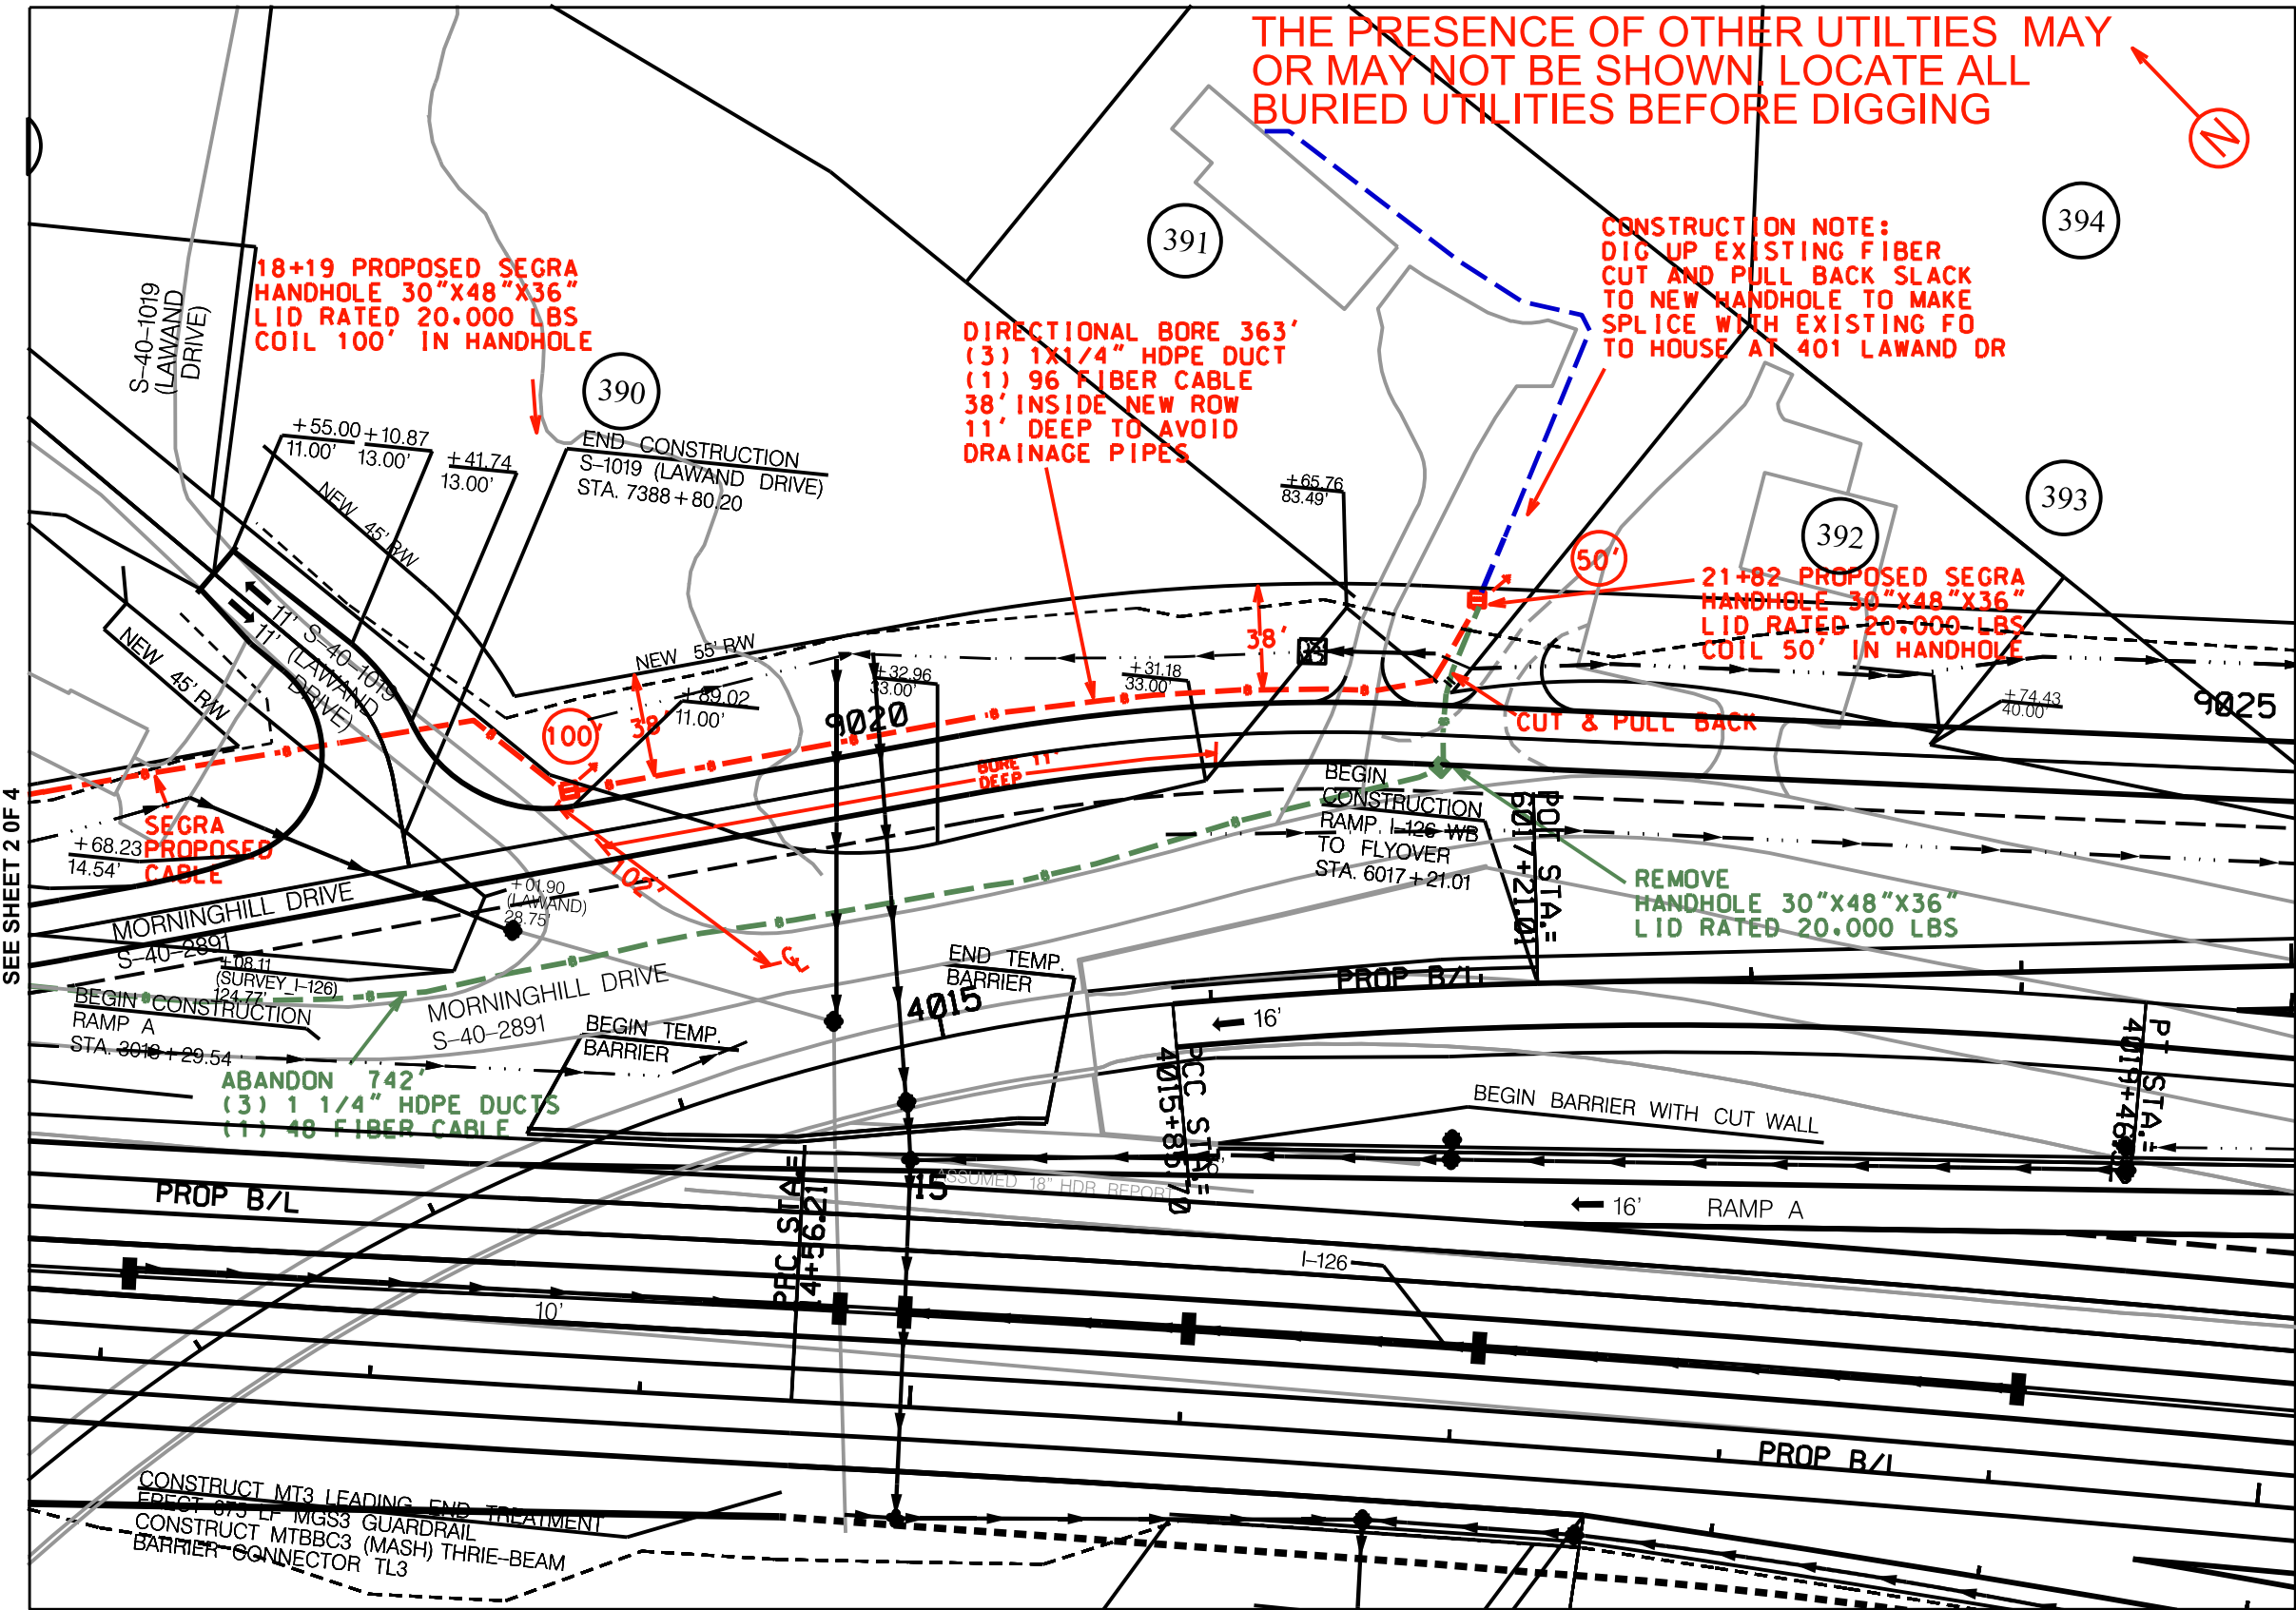 THE PRESENCE OF OTHER UTILTIES MAY
OR MAY NOT BE SHOWN. LOCATE ALL
BURIED UTILITIES BEFORE DIGGING
N
394
391
CONSTRUCTION NOTE:
DIG UP EXISTING FIBER
CUT AND PULL BACK SLACK
TO NEW HANDHOLE TO MAKE
SPLICE WITH EXISTING FO
TO HOUSE AT 401 LAWAND DR
18+19 PROPOSED SEGRA
HANDHOLE 30"X48"X36"
LID RATED 20,000 LBS
COIL 100' IN HANDHOLE
S-40-1019
(LAWAND
DRIVE)
390
DIRECTIONAL BORE 363'
(3) 1X1/4" HDPE DUCT
(1) 96 FIBER CABLE
38' INSIDE NEW ROW
11' DEEP TO AVOID
DRAINAGE PIPES
+55.00
11.00'
+10.87
13.00'
+41.74
13.00'
END CONSTRUCTION
S-1019 (LAWAND DRIVE)
STA. 7388+80.20
NEW 45' R/W
+65.76
83.49'
393
392
50'
21+82 PROPOSED SEGRA
HANDHOLE 30"X48"X36"
LID RATED 20,000 LBS
COIL 50' IN HANDHOLE
11'
11'
S-40-1019
(LAWAND
DRIVE)
NEW
45' R/W
NEW 55' R/W
38'
38'
+32.96
33.00'
+31.18
33.00'
+89.02
11.00'
100'
9020
CUT & PULL BACK
+74.43
40.00'
9025
BORE 11'
DEEP
SEE SHEET 2 OF 4
SEGRA
PROPOSED
CABLE
+68.23
14.54'
102'
BEGIN
CONSTRUCTION
RAMP I-126 WB
TO FLYOVER
STA. 6017+21.01
POT STA.=
6017+21.01
REMOVE
HANDHOLE 30"X48"X36"
LID RATED 20,000 LBS
MORNINGHILL DRIVE
S-40-2891
+01.90
(LAWAND)
28.75'
+08.11
(SURVEY I-126)
124.77'
BEGIN CONSTRUCTION
RAMP A
STA. 3013+29.54
MORNINGHILL DRIVE
S-40-2891
END TEMP.
BARRIER
4015
BEGIN TEMP.
BARRIER
PROP B/L
16'
ABANDON 742'
(3) 1 1/4" HDPE DUCTS
(1) 48 FIBER CABLE
PCC STA.=
4015+85.70
BEGIN BARRIER WITH CUT WALL
PT STA.=
ASSUMED 18" HDR REPORT
15
PROP B/L
PRC STA.=
14+56.21
16'
RAMP A
I-126
10'
PROP B/L
CONSTRUCT MT3 LEADING END TREATMENT
ERECT 875 LF MGS3 GUARDRAIL
CONSTRUCT MTBBC3 (MASH) THRIE-BEAM
BARRIER CONNECTOR TL3